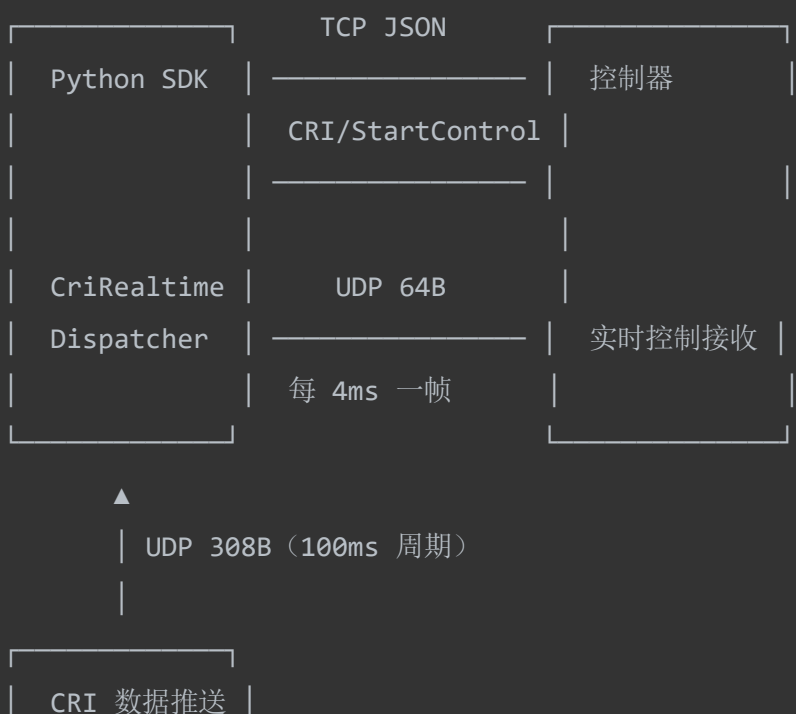 TCP JSON
Python SDK 控制器
CRI/StartControl
CriRealtime UDP 64B
Dispatcher 实时控制接收
每 4ms 一帧
▲
UDP 308B（100ms 周期）
CRI 数据推送